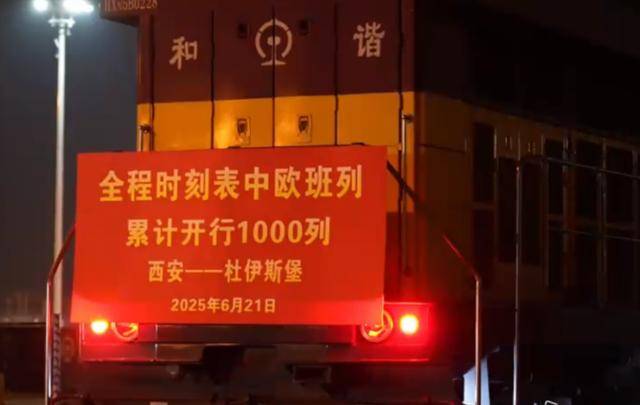 HXN5B0228
和谐
全程时刻表中欧班列
累计开行1000列
西安——杜伊斯堡
2025年6月21日